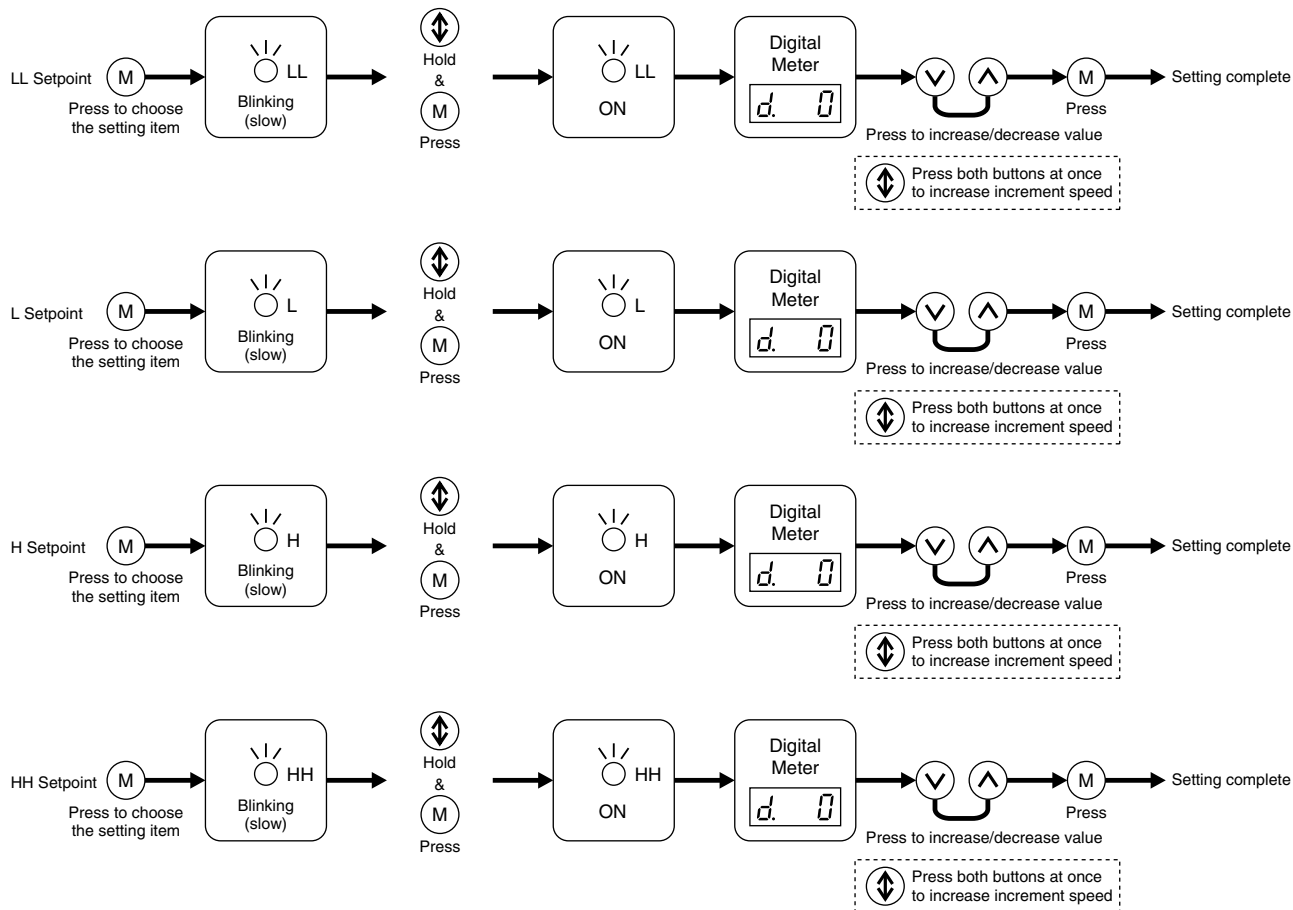 LL Setpoint
M
Press to choose
the setting item
LL
Blinking
(slow)
Hold
&
M
Press
LL
ON
Digital
Meter
d. 0
Press to increase/decrease value
M
Press
Setting complete
Press both buttons at once
to increase increment speed
L Setpoint
M
Press to choose
the setting item
L
Blinking
(slow)
Hold
&
M
Press
L
ON
Digital
Meter
d. 0
Press to increase/decrease value
M
Press
Setting complete
Press both buttons at once
to increase increment speed
H Setpoint
M
Press to choose
the setting item
H
Blinking
(slow)
Hold
&
M
Press
H
ON
Digital
Meter
d. 0
Press to increase/decrease value
M
Press
Setting complete
Press both buttons at once
to increase increment speed
HH Setpoint
M
Press to choose
the setting item
HH
Blinking
(slow)
Hold
&
M
Press
HH
ON
Digital
Meter
d. 0
Press to increase/decrease value
M
Press
Setting complete
Press both buttons at once
to increase increment speed